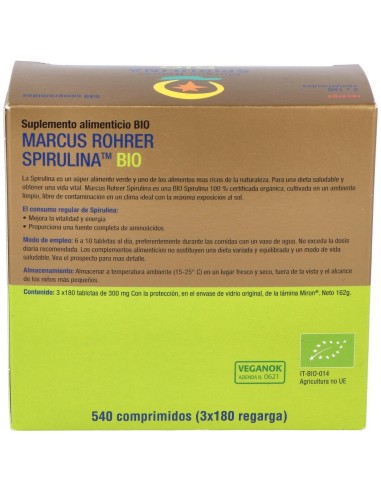 Suplemento alimenticio BIO
MARCUS ROHRER
SPIRULINA™ BIO
La Spirulina es un súper alimento verde y uno de los alimentos mas ricos de la naturaleza. Para una dieta saludable y
obtener una vida vital. Marcus Rohrer Spirulina es una BIO Spirulina 100 % certificada orgánica, cultivada en un ambiente
limpio, libre de contaminación en un clima ideal con la máxima exposición al sol.
El consumo regular de Spirulina:
• Mejora la vitalidad y energía
• Proporciona una fuente completa de aminoácidos
Modo de empleo: 6 a 10 tabletas al día, preferentemente durante las comidas con un vaso de agua. No exceda la dosis
diaria recomendada. Los complementos alimenticios no sustituyen una dieta variada y equilibrada y un modo de vida
saludable. Vea el prospecto para mas detalle.
Almacenamiento: Almacenar a temperatura ambiente (15-25° C) en un lugar fresco y seco, fuera de la vista y el alcance
de los niños más pequeños.
Contenido: 3 x180 tabletas de 300 mg Con la protección, en el envase de vidrio original, de la lámina Miron®. Neto 162g.
VEGANOK
AZIENDA N. 0621
IT-BIO-014
Agricultura no UE
540 comprimidos (3x180 regarga)